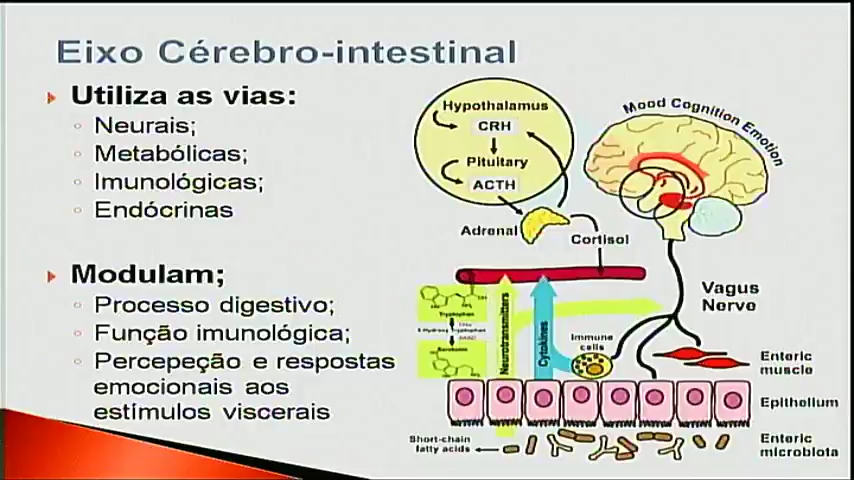 Eixo Cérebro-intestinal
Utiliza as vias:
Neurais;
Metabólicas;
Imunológicas;
Endócrinas
Modulam;
Processo digestivo;
Função imunológica;
Percepeção e respostas
emocionais aos
estímulos viscerais
Hypothalamus
CRH
Pituitary
ACTH
Adrenal
Cortisol
Mood Cognition Emotion
Vagus
Nerve
Tryptophan
Serotonin
Neurotransmitters
Cytokines
Immune
cells
Enteric
muscle
Epithelium
Short-chain
fatty acids
Enteric
microbiota